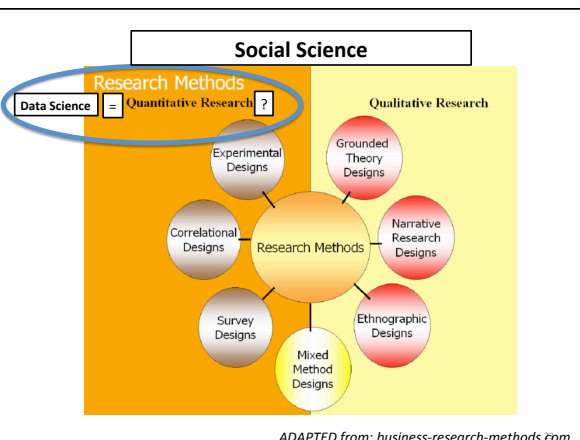 Social Science
Research Methods
Data Science = Quantitative Research ?
Qualitative Research
Experimental
Designs
Grounded
Theory
Designs
Correlational
Designs
Research Methods
Narrative
Research
Designs
Survey
Designs
Ethnographic
Designs
Mixed
Method
Designs
ADAPTED from: business-research-methods.com